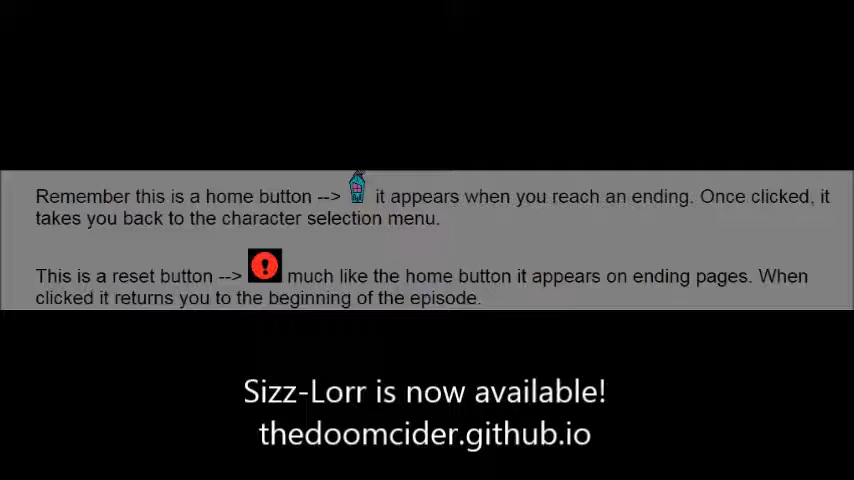 Remember this is a home button --> it appears when you reach an ending. Once clicked, it
takes you back to the character selection menu.
This is a reset button --> ! much like the home button it appears on ending pages. When
clicked it returns you to the beginning of the episode.
Sizz-Lorr is now available!
thedoomcider.github.io